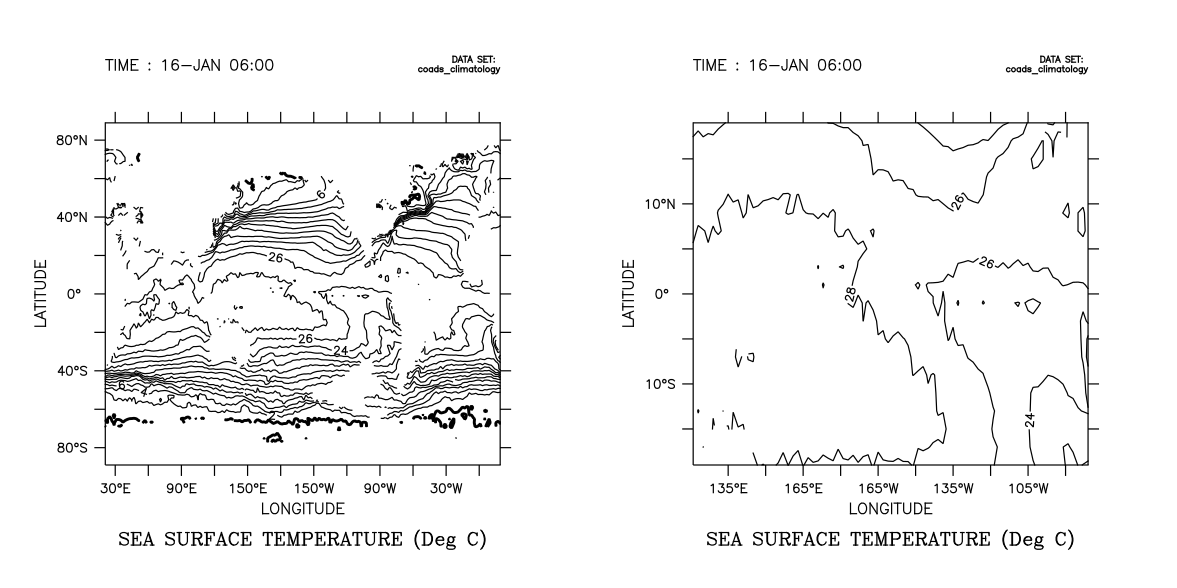 TIME : 16-JAN 06:00
DATA SET:
coads_climatology
80°N
40°N
0°
40°S
80°S
LATITUDE
6
26
26
24
6
30°E 90°E 150°E 150°W 90°W 30°W
LONGITUDE
SEA SURFACE TEMPERATURE (Deg C)
TIME : 16-JAN 06:00
DATA SET:
coads_climatology
10°N
0°
10°S
LATITUDE
26
26
28
24
135°E 165°E 165°W 135°W 105°W
LONGITUDE
SEA SURFACE TEMPERATURE (Deg C)